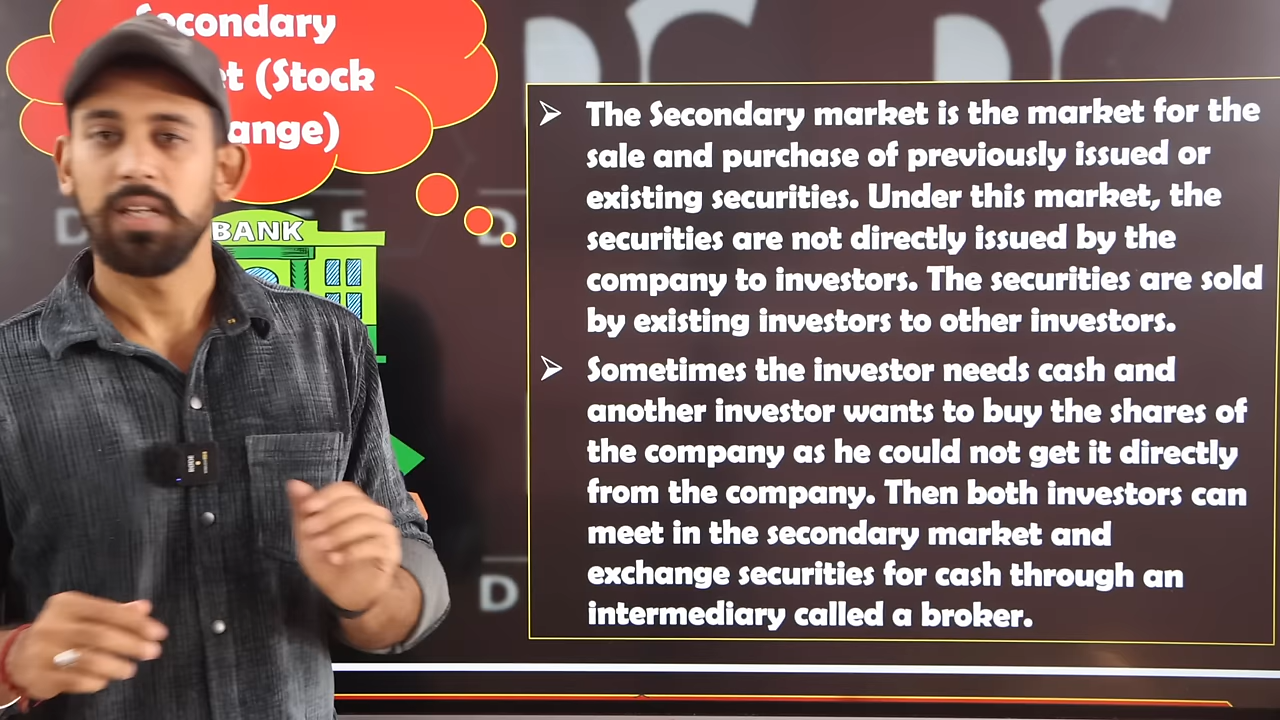 Secondary
(Stock
BANK
➢ The Secondary market is the market for the
sale and purchase of previously issued or
existing securities. Under this market, the
securities are not directly issued by the
company to investors. The securities are sold
by existing investors to other investors.
➢ Sometimes the investor needs cash and
another investor wants to buy the shares of
the company as he could not get it directly
from the company. Then both investors can
meet in the secondary market and
exchange securities for cash through an
intermediary called a broker.